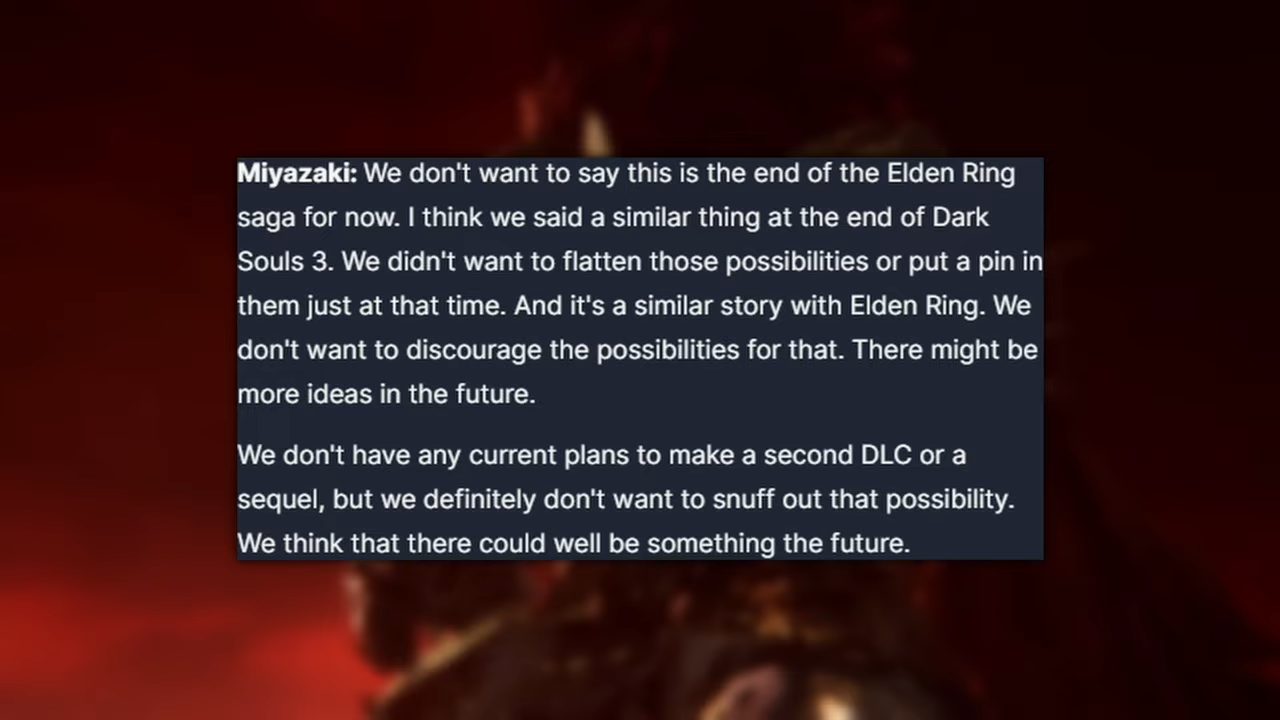 Miyazaki: We don't want to say this is the end of the Elden Ring
saga for now. I think we said a similar thing at the end of Dark
Souls 3. We didn't want to flatten those possibilities or put a pin in
them just at that time. And it's a similar story with Elden Ring. We
don't want to discourage the possibilities for that. There might be
more ideas in the future.
We don't have any current plans to make a second DLC or a
sequel, but we definitely don't want to snuff out that possibility.
We think that there could well be something the future.